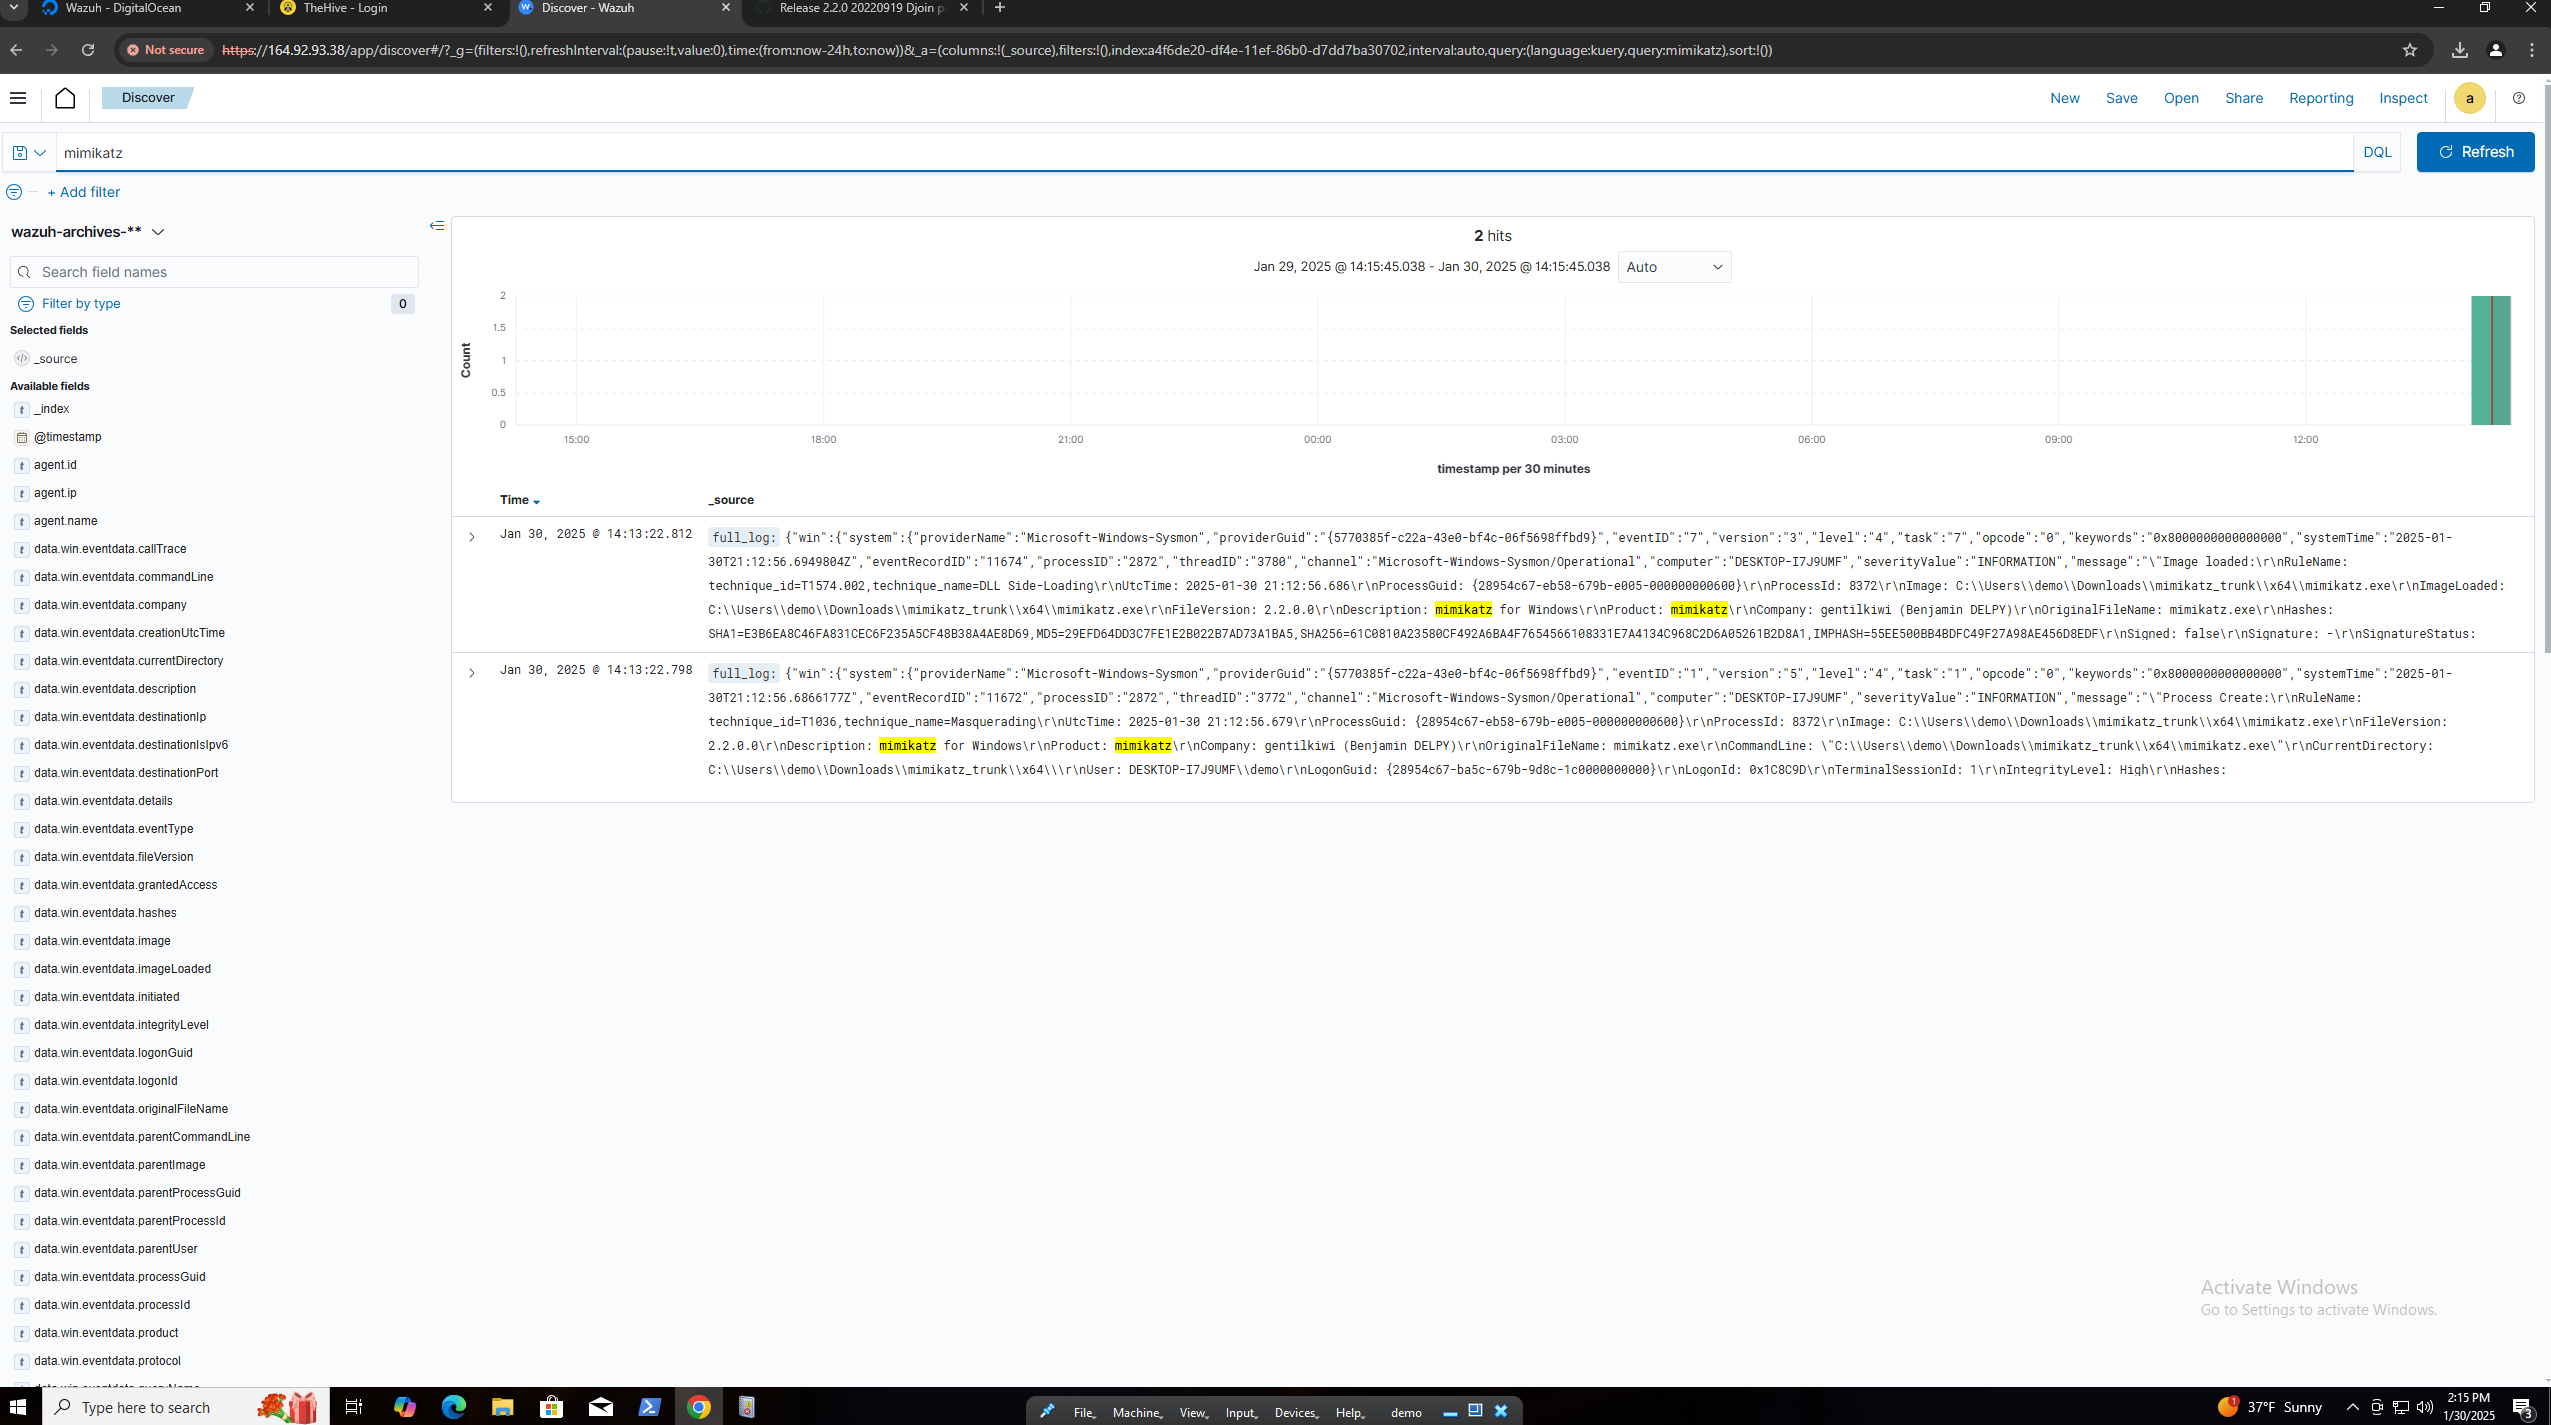 Wazuh - DigitalOcean
TheHive - Login
Discover - Wazuh
Release 2.2.0 20220919 Djoin p
Not secure
https://164.92.93.38/app/discover#/?_g=(filters:!(),refreshInterval:(pause:!t,value:0),time:(from:now-24h,to:now))&_a=(columns:!(_source),filters:!(),index:a4f6de20-df4e-11ef-86b0-d7dd7ba30702,interval:auto,query:(language:kuery,query:mimikatz),sort:!())
Discover
New
Save
Open
Share
Reporting
Inspect
a
mimikatz
DQL
Refresh
+ Add filter
wazuh-archives-**
Search field names
Filter by type
0
Selected fields
_source
Available fields
t _index
@timestamp
t agent.id
t agent.ip
t agent.name
t data.win.eventdata.callTrace
t data.win.eventdata.commandLine
t data.win.eventdata.company
t data.win.eventdata.creationUtcTime
t data.win.eventdata.currentDirectory
t data.win.eventdata.description
t data.win.eventdata.destinationIp
t data.win.eventdata.destinationIsIpv6
t data.win.eventdata.destinationPort
t data.win.eventdata.details
t data.win.eventdata.eventType
t data.win.eventdata.fileVersion
t data.win.eventdata.grantedAccess
t data.win.eventdata.hashes
t data.win.eventdata.image
t data.win.eventdata.imageLoaded
t data.win.eventdata.initiated
t data.win.eventdata.integrityLevel
t data.win.eventdata.logonGuid
t data.win.eventdata.logonId
t data.win.eventdata.originalFileName
t data.win.eventdata.parentCommandLine
t data.win.eventdata.parentImage
t data.win.eventdata.parentProcessGuid
t data.win.eventdata.parentProcessId
t data.win.eventdata.parentUser
t data.win.eventdata.processGuid
t data.win.eventdata.processId
t data.win.eventdata.product
t data.win.eventdata.protocol
2 hits
Jan 29, 2025 @ 14:15:45.038 - Jan 30, 2025 @ 14:15:45.038
Auto
Count
2
1.5
1
0.5
0
15:00
18:00
21:00
00:00
03:00
06:00
09:00
12:00
timestamp per 30 minutes
Time
_source
Jan 30, 2025 @ 14:13:22.812
full_log: {"win":{"system":{"providerName":"Microsoft-Windows-Sysmon","providerGuid":"{5770385f-c22a-43e0-bf4c-06f5698ffbd9}","eventID":"7","version":"3","level":"4","task":"7","opcode":"0","keywords":"0x8000000000000000","systemTime":"2025-01-
30T21:12:56.6949804Z","eventRecordID":"11674","processID":"2872","threadID":"3780","channel":"Microsoft-Windows-Sysmon/Operational","computer":"DESKTOP-I7J9UMF","severityValue":"INFORMATION","message":"\"Image loaded:\r\nRuleName:
technique_id=T1574.002,technique_name=DLL Side-Loading\r\nUtcTime: 2025-01-30 21:12:56.686\r\nProcessGuid: {28954c67-eb58-679b-e005-000000000600}\r\nProcessId: 8372\r\nImage: C:\\Users\\demo\\Downloads\\mimikatz_trunk\\x64\\mimikatz.exe\r\nImageLoaded:
C:\\Users\\demo\\Downloads\\mimikatz_trunk\\x64\\mimikatz.exe\r\nFileVersion: 2.2.0.0\r\nDescription: mimikatz for Windows\r\nProduct: mimikatz\r\nCompany: gentilkiwi (Benjamin DELPY)\r\nOriginalFileName: mimikatz.exe\r\nHashes:
SHA1=E3B6EA8C46FA831CEC6F235A5CF48B38A4AE8D69,MD5=29EFD64DD3C7FE1E2B022B7AD73A1BA5,SHA256=61C0810A23580CF492A6BA4F7654566108331E7A4134C968C2D6A05261B2D8A1,IMPHASH=55EE500BB4BDFC49F27A98AE456D8EDF\r\nSigned: false\r\nSignature: -\r\nSignatureStatus:
Jan 30, 2025 @ 14:13:22.798
full_log: {"win":{"system":{"providerName":"Microsoft-Windows-Sysmon","providerGuid":"{5770385f-c22a-43e0-bf4c-06f5698ffbd9}","eventID":"1","version":"5","level":"4","task":"1","opcode":"0","keywords":"0x8000000000000000","systemTime":"2025-01-
30T21:12:56.6866177Z","eventRecordID":"11672","processID":"2872","threadID":"3772","channel":"Microsoft-Windows-Sysmon/Operational","computer":"DESKTOP-I7J9UMF","severityValue":"INFORMATION","message":"\"Process Create:\r\nRuleName:
technique_id=T1036,technique_name=Masquerading\r\nUtcTime: 2025-01-30 21:12:56.679\r\nProcessGuid: {28954c67-eb58-679b-e005-000000000600}\r\nProcessId: 8372\r\nImage: C:\\Users\\demo\\Downloads\\mimikatz_trunk\\x64\\mimikatz.exe\r\nFileVersion:
2.2.0.0\r\nDescription: mimikatz for Windows\r\nProduct: mimikatz\r\nCompany: gentilkiwi (Benjamin DELPY)\r\nOriginalFileName: mimikatz.exe\r\nCommandLine: \"C:\\Users\\demo\\Downloads\\mimikatz_trunk\\x64\\mimikatz.exe\"\r\nCurrentDirectory:
C:\\Users\\demo\\Downloads\\mimikatz_trunk\\x64\\\r\nUser: DESKTOP-I7J9UMF\\demo\r\nLogonGuid: {28954c67-ba5c-679b-9d8c-1c0000000000}\r\nLogonId: 0x1C8C9D\r\nTerminalSessionId: 1\r\nIntegrityLevel: High\r\nHashes:
Activate Windows
Go to Settings to activate Windows.
Type here to search
File
Machine
View
Input
Devices
Help
demo
1
37°F Sunny
2:15 PM
1/30/2025
3